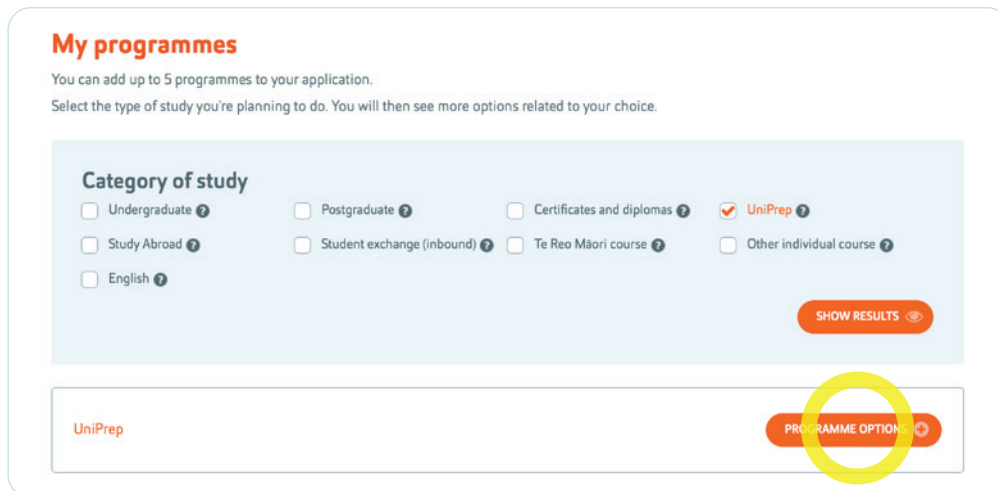 My programmes
You can add up to 5 programmes to your application.
Select the type of study you're planning to do. You will then see more options related to your choice.
Category of study
Undergraduate ?
Postgraduate ?
Certificates and diplomas ?
UniPrep ?
Study Abroad ?
Student exchange (inbound) ?
Te Reo Māori course ?
Other individual course ?
English ?
SHOW RESULTS
UniPrep
PROGRAMME OPTIONS